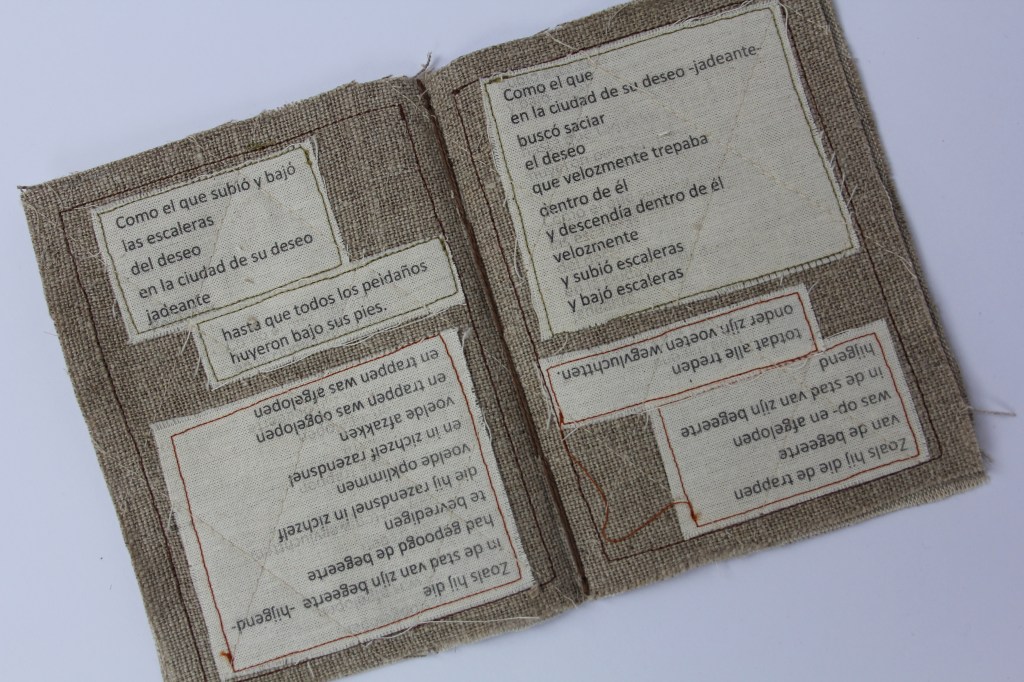 Como el que subió y bajó
las escaleras
del deseo
en la ciudad de su deseo
jadeante
hasta que todos los peldaños
huyeron bajo sus pies.
Como el que
en la ciudad de su deseo -jadeante-
buscó saciar
el deseo
que velozmente trepaba
dentro de él
y descendía dentro de él
velozmente
y subió escaleras
y bajó escaleras
Zoals hij die de trappen
van de begeerte
was op- en afgelopen
in de stad van zijn begeerte
hijgend
totdat alle treden
onder zijn voeten wegvluchtten.
Zoals hij die
in de stad van zijn begeerte -hijgend-
had gepoogd de begeerte
te bevredigen
die hij razendsnel in zichzelf
voelde opklimmen
en in zichzelf razendsnel
voelde afzakken
en trappen was opgelopen
en trappen was afgelopen